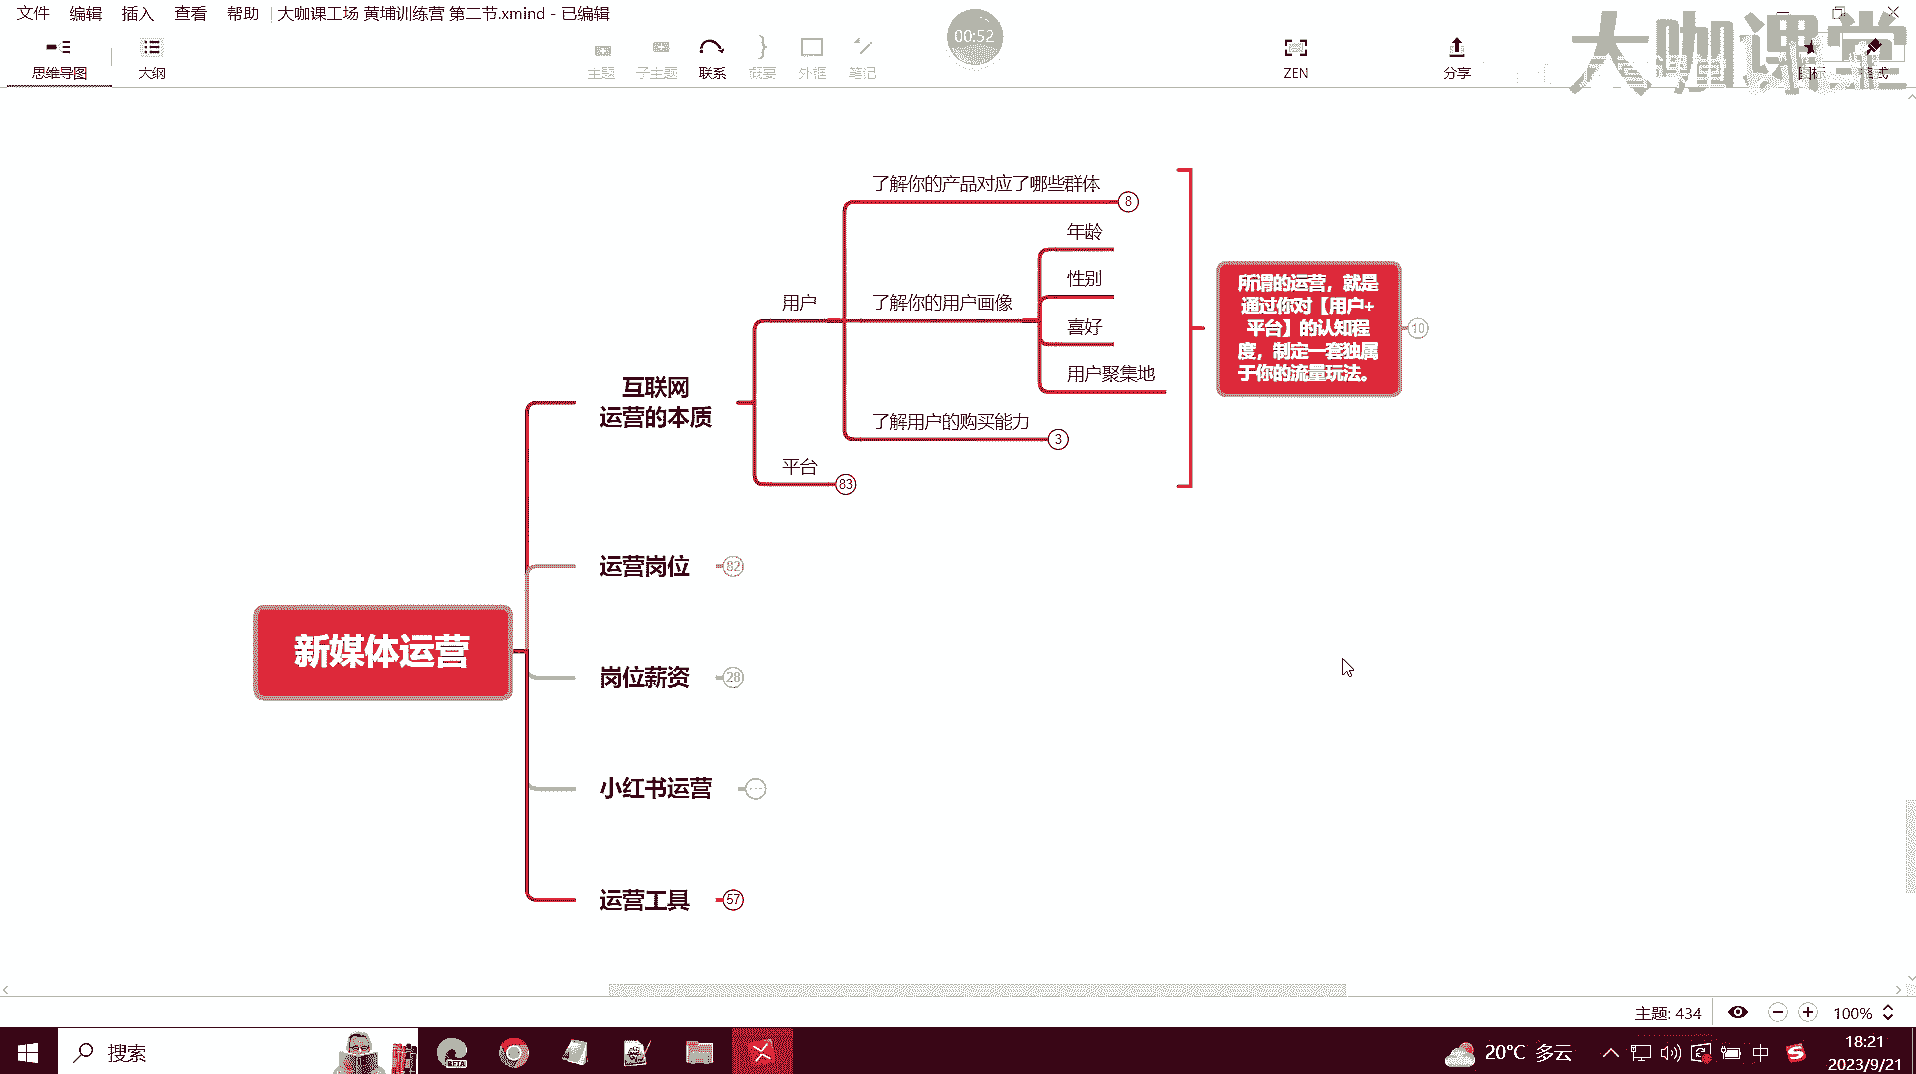 文件 编辑 插入 查看 帮助 大咖课工场 黄埔训练营 第二节.xmind - 已编辑
00:52
大咖课堂
思维导图 大纲 主题 子主题 联系 概要 外框 笔记 ZEN 分享 图标 格式
了解你的产品对应了哪些群体 8
年龄
性别
用户 了解你的用户画像
喜好
用户聚集地
所谓的运营，就是
通过你对【用户+
平台】的认知程
度，制定一套独属
于你的流量玩法。
10
互联网
运营的本质
了解用户的购买能力 3
平台 83
运营岗位 82
新媒体运营
岗位薪资 28
小红书运营
运营工具 57
主题: 434 100%
搜索 BETA 20°C 多云 中 18:21
2023/9/21